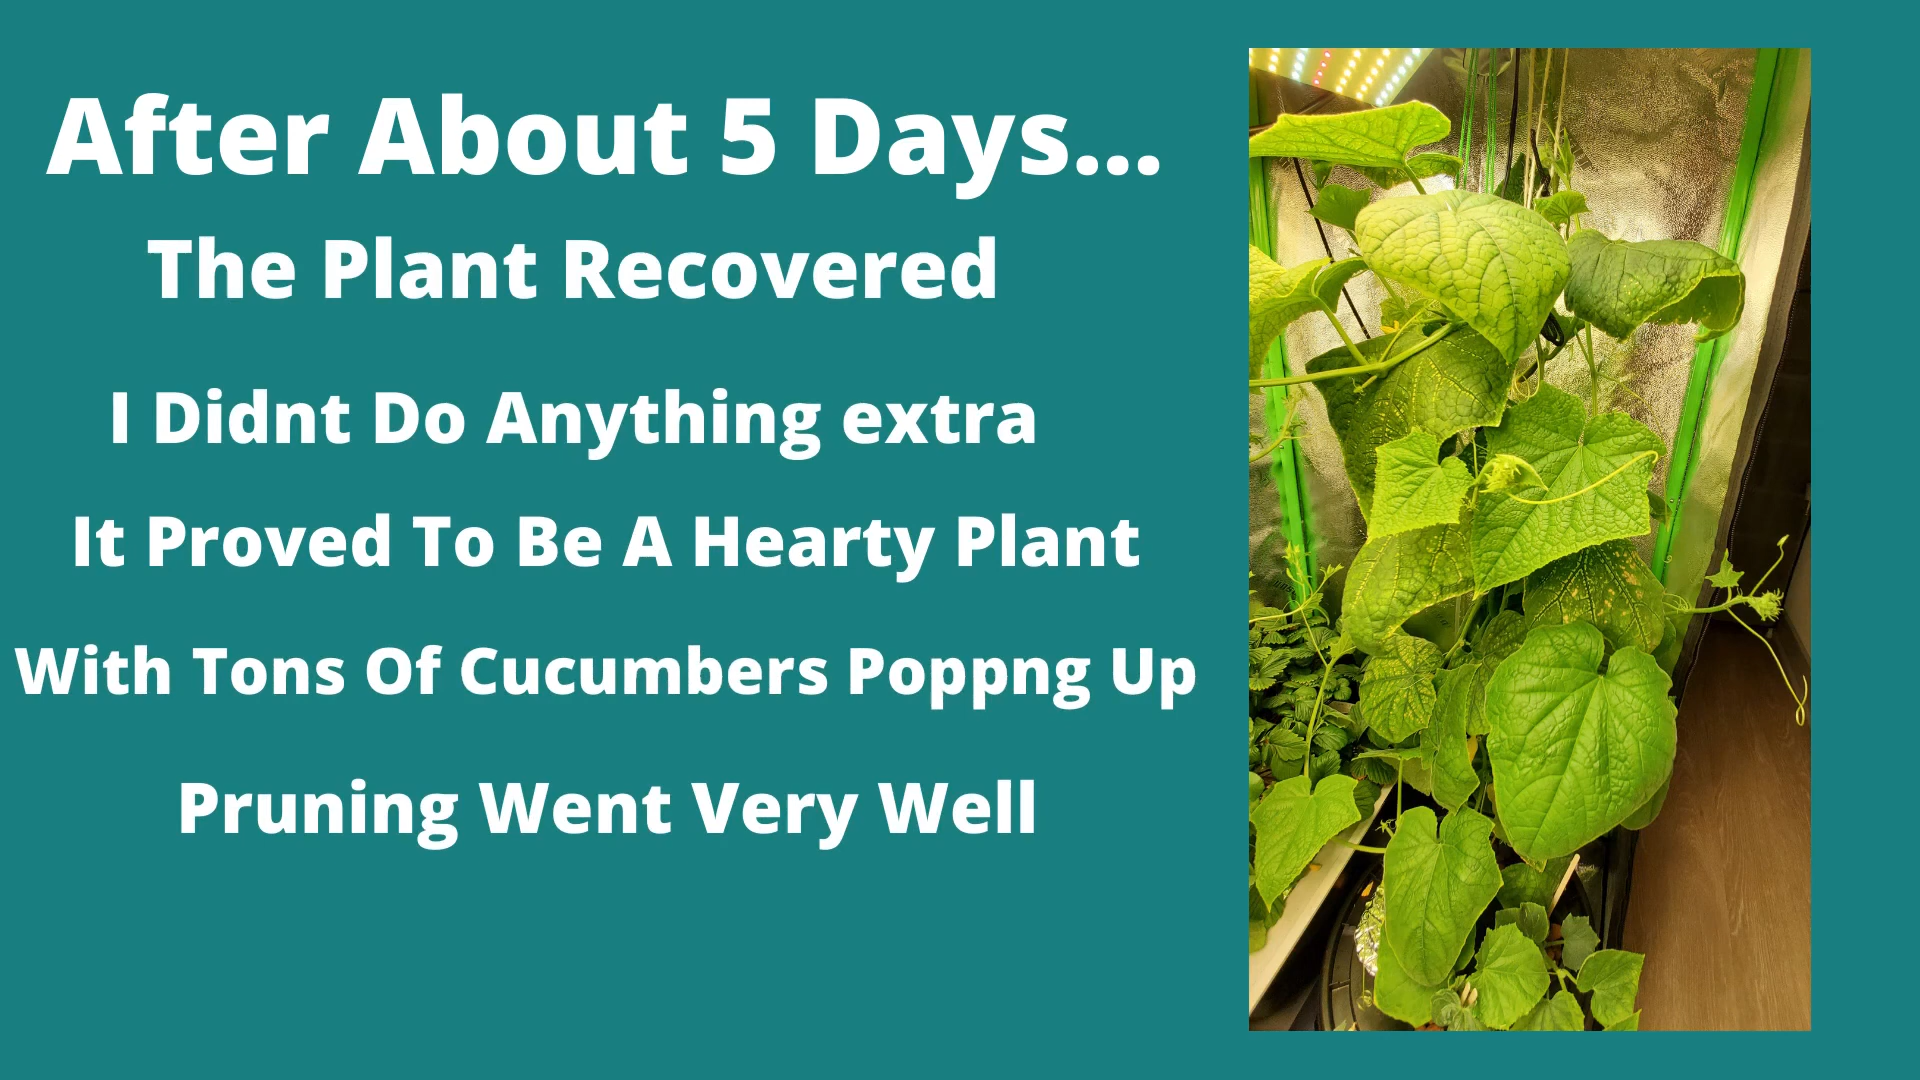 After About 5 Days...
The Plant Recovered
I Didnt Do Anything extra
It Proved To Be A Hearty Plant
With Tons Of Cucumbers Poppng Up
Pruning Went Very Well